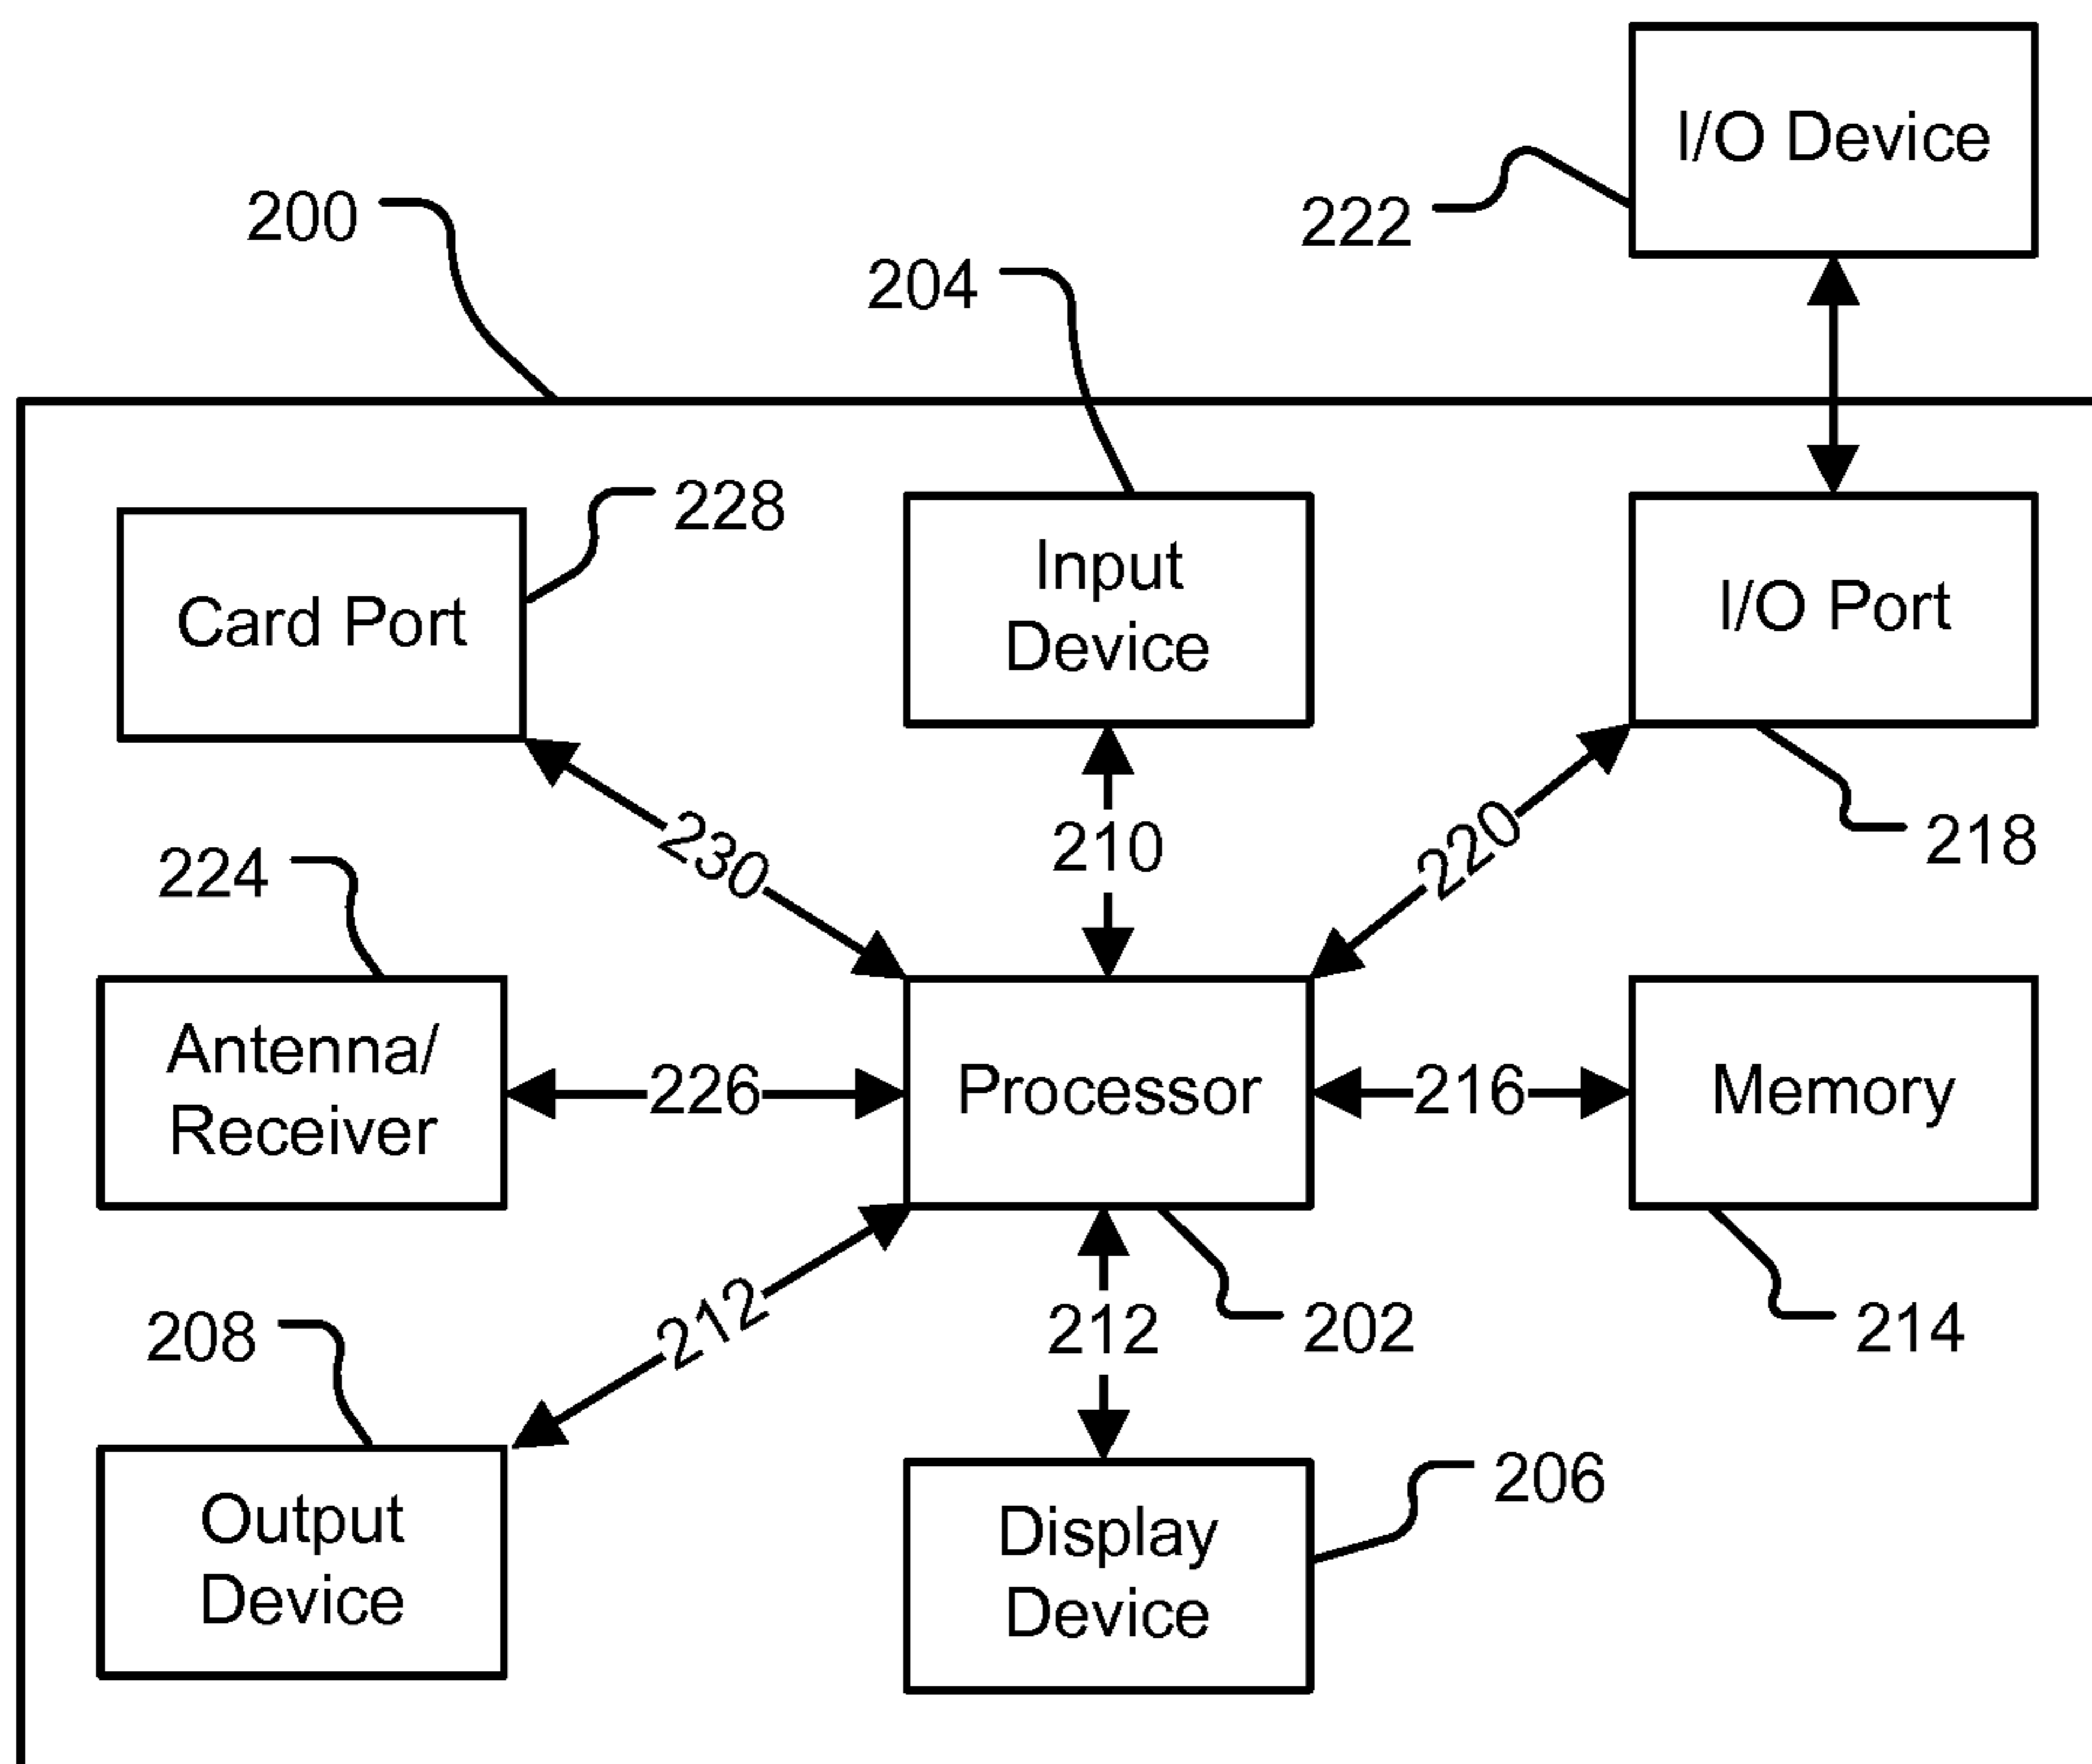 I/O Device
222
200
204
228
Card Port
Input
Device
I/O Port
230
210
220
218
224
Antenna/
Receiver
226
Processor
216
Memory
212
212
202
214
208
206
Output
Device
Display
Device